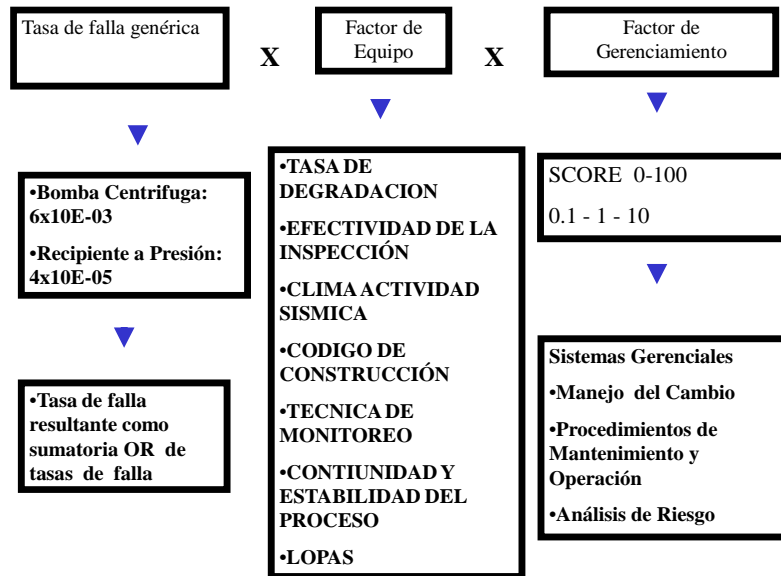 Tasa de falla genérica
X
Factor de
Equipo
X
Factor de
Gerenciamiento
•Bomba Centrifuga:
6x10E-03
•Recipiente a Presión:
4x10E-05
•Tasa de falla
resultante como
sumatoria OR de
tasas de falla
•TASA DE
DEGRADACION
•EFECTIVIDAD DE LA
INSPECCIÓN
•CLIMA ACTIVIDAD
SISMICA
•CODIGO DE
CONSTRUCCIÓN
•TECNICA DE
MONITOREO
•CONTIUNIDAD Y
ESTABILIDAD DEL
PROCESO
•LOPAS
SCORE 0-100
0.1 - 1 - 10
Sistemas Gerenciales
•Manejo del Cambio
•Procedimientos de
Mantenimiento y
Operación
•Análisis de Riesgo